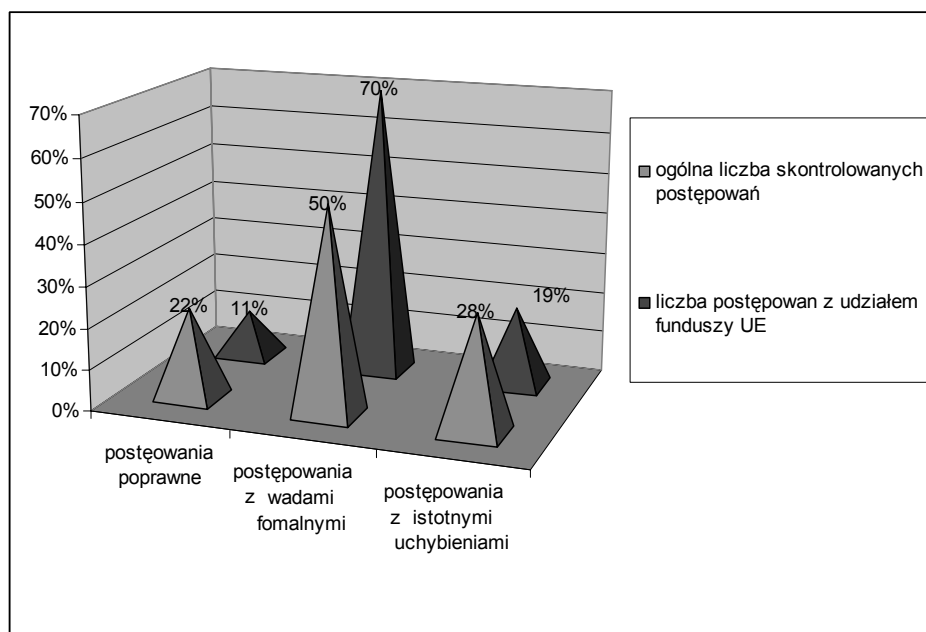 70%
60%
50%
40%
30%
20%
10%
0%
22%
11%
50%
70%
28%
19%
postęowania
poprawne
postępowania
z wadami
fomalnymi
postępowania
z istotnymi
uchybieniami
ogólna liczba skontrolowanych
postępowań
liczba postępowan z udziałem
funduszy UE